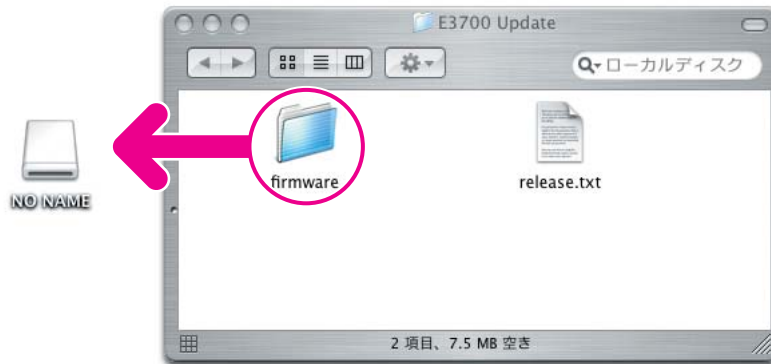 E3700 Update
ローカルディスク
firmware
release.txt
NO NAME
2 項目、7.5 MB 空き